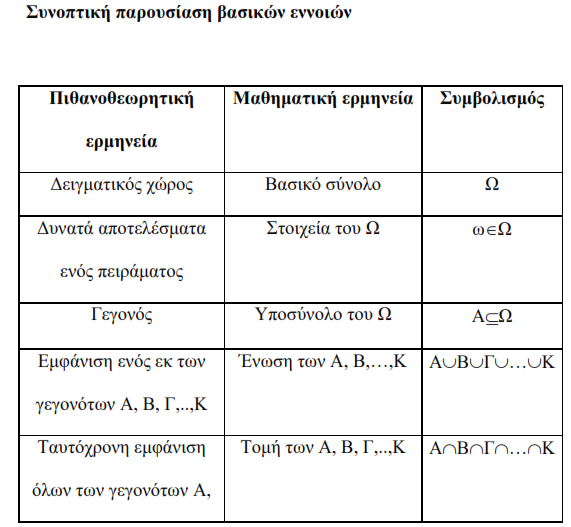 Συνοπτική παρουσίαση βασικών εννοιών
Πιθανοθεωρητική Μαθηματική ερμηνεία Συμβολισμός
ερμηνεία
Δειγματικός χώρος Βασικό σύνολο Ω
Δυνατά αποτελέσματα Στοιχεία του Ω ω∈Ω
ενός πειράματος
Γεγονός Υποσύνολο του Ω Α⊆Ω
Εμφάνιση ενός εκ των Ένωση των Α, Β,…,Κ Α∪Β∪Γ∪…∪Κ
γεγονότων Α, Β, Γ,..,Κ
Ταυτόχρονη εμφάνιση Τομή των Α, Β, Γ,..,Κ Α∩Β∩Γ∩…∩Κ
όλων των γεγονότων Α,